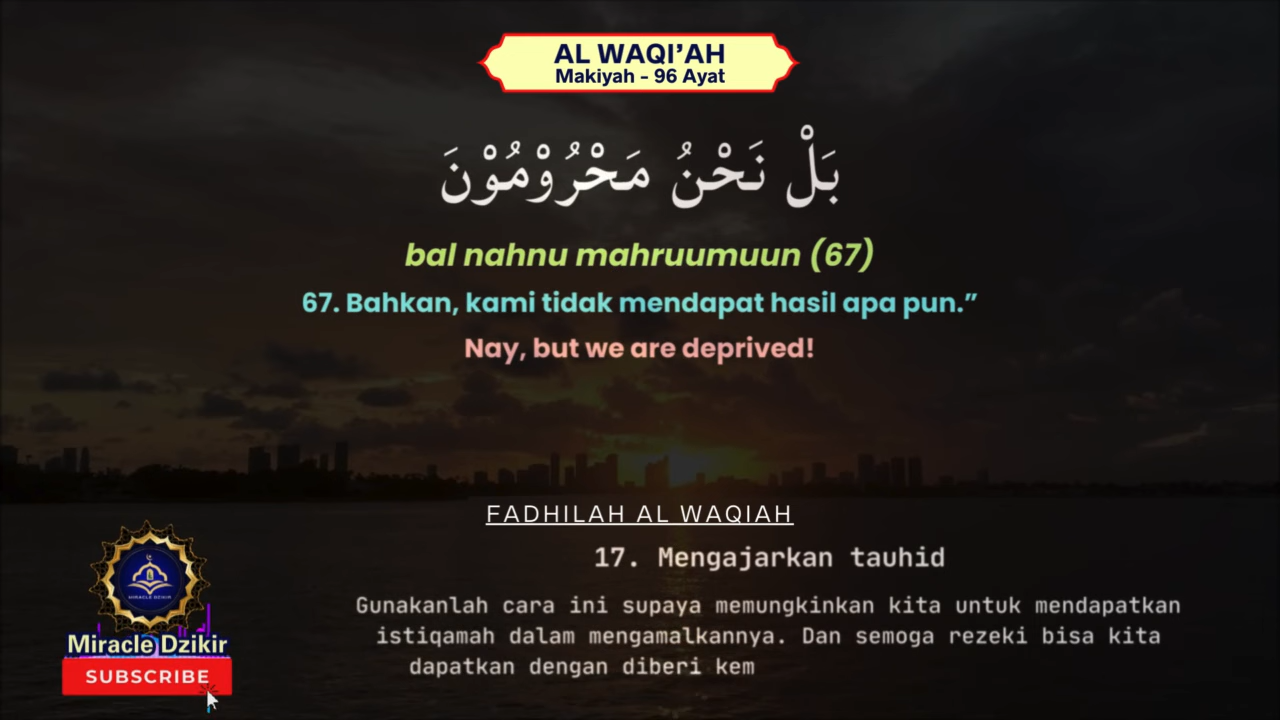 AL WAQI’AH
Makiyah - 96 Ayat
بَلْ نَحْنُ مَحْرُوْمُوْنَ
bal nahnu mahruumuun (67)
67. Bahkan, kami tidak mendapat hasil apa pun.”
Nay, but we are deprived!
FADHILAH AL WAQIAH
17. Mengajarkan tauhid
Gunakanlah cara ini supaya memungkinkan kita untuk mendapatkan
istiqamah dalam mengamalkannya. Dan semoga rezeki bisa kita
dapatkan dengan diberi kem
MIRACLE DZIKIR
Miracle Dzikir
SUBSCRIBE